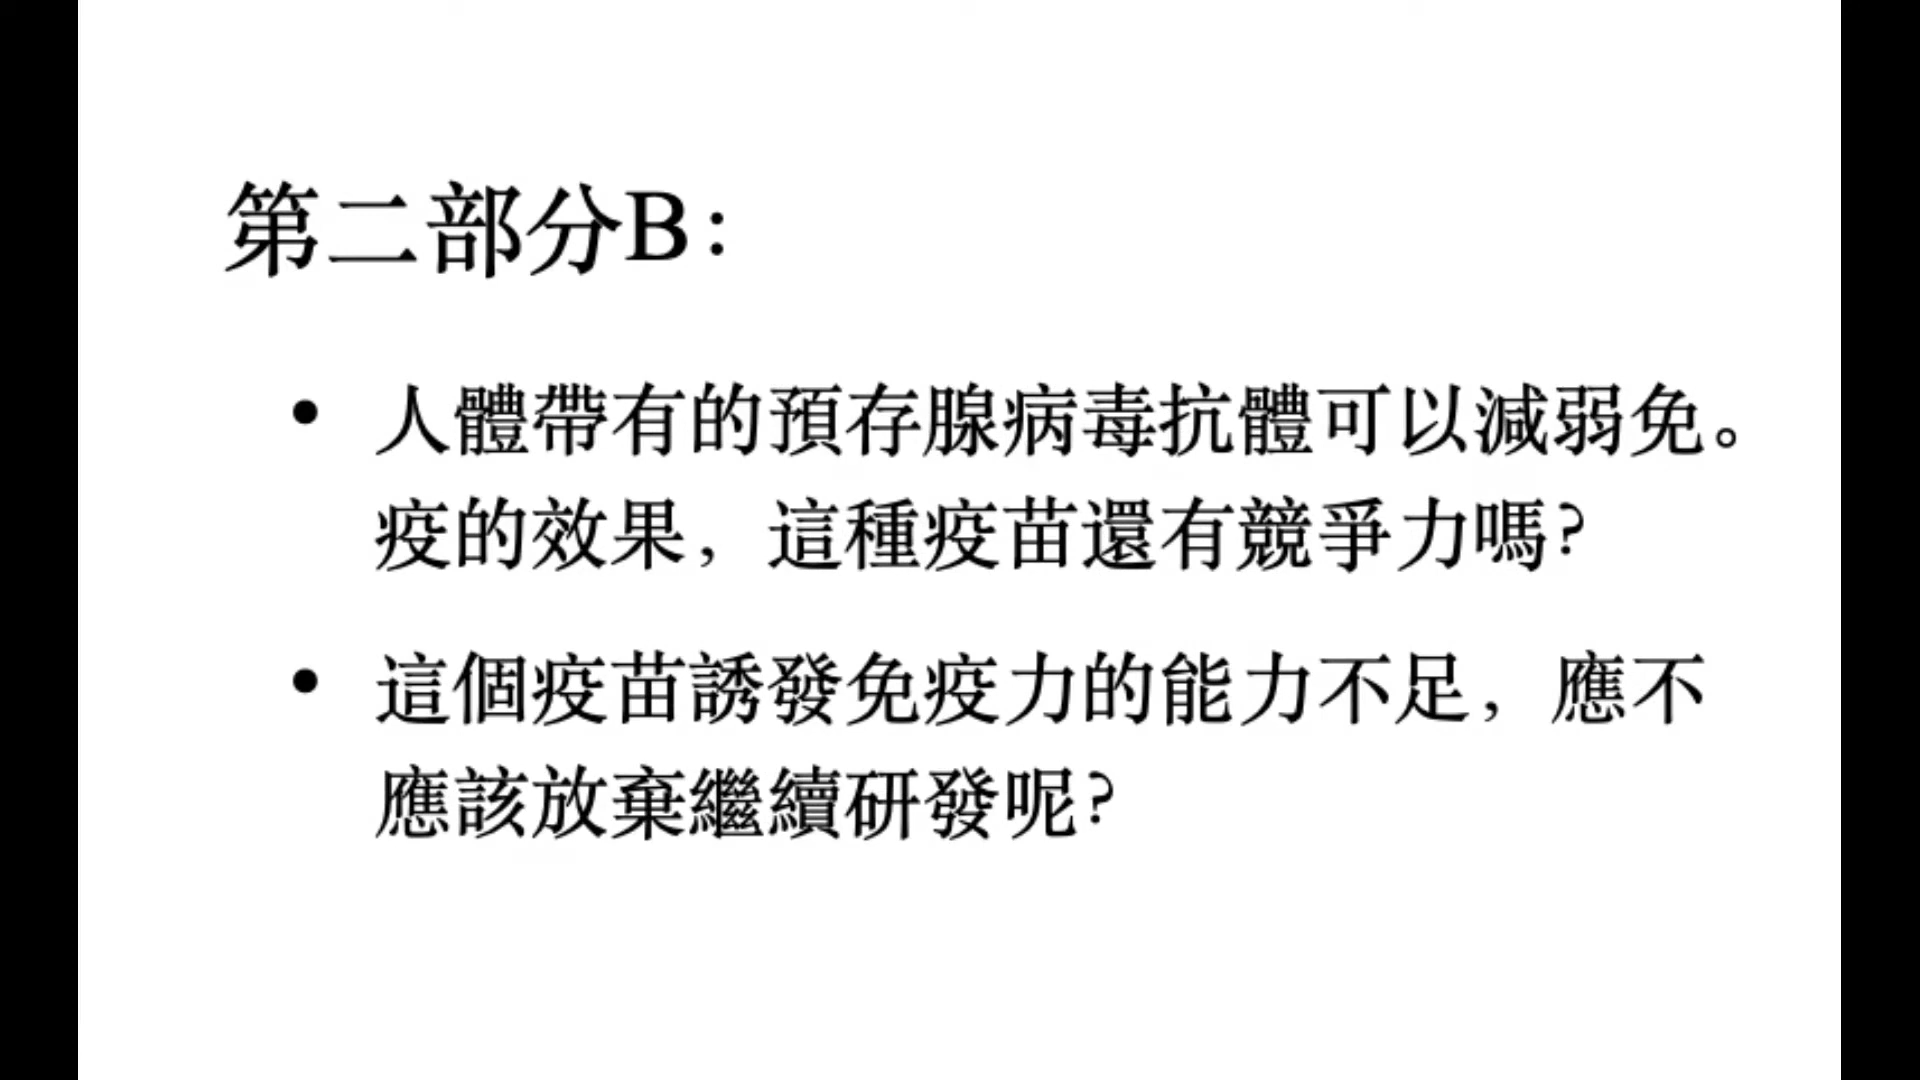 第二部分B：
• 人體帶有的預存腺病毒抗體可以減弱免。
疫的效果，這種疫苗還有競爭力嗎？
• 這個疫苗誘發免疫力的能力不足，應不
應該放棄繼續研發呢？